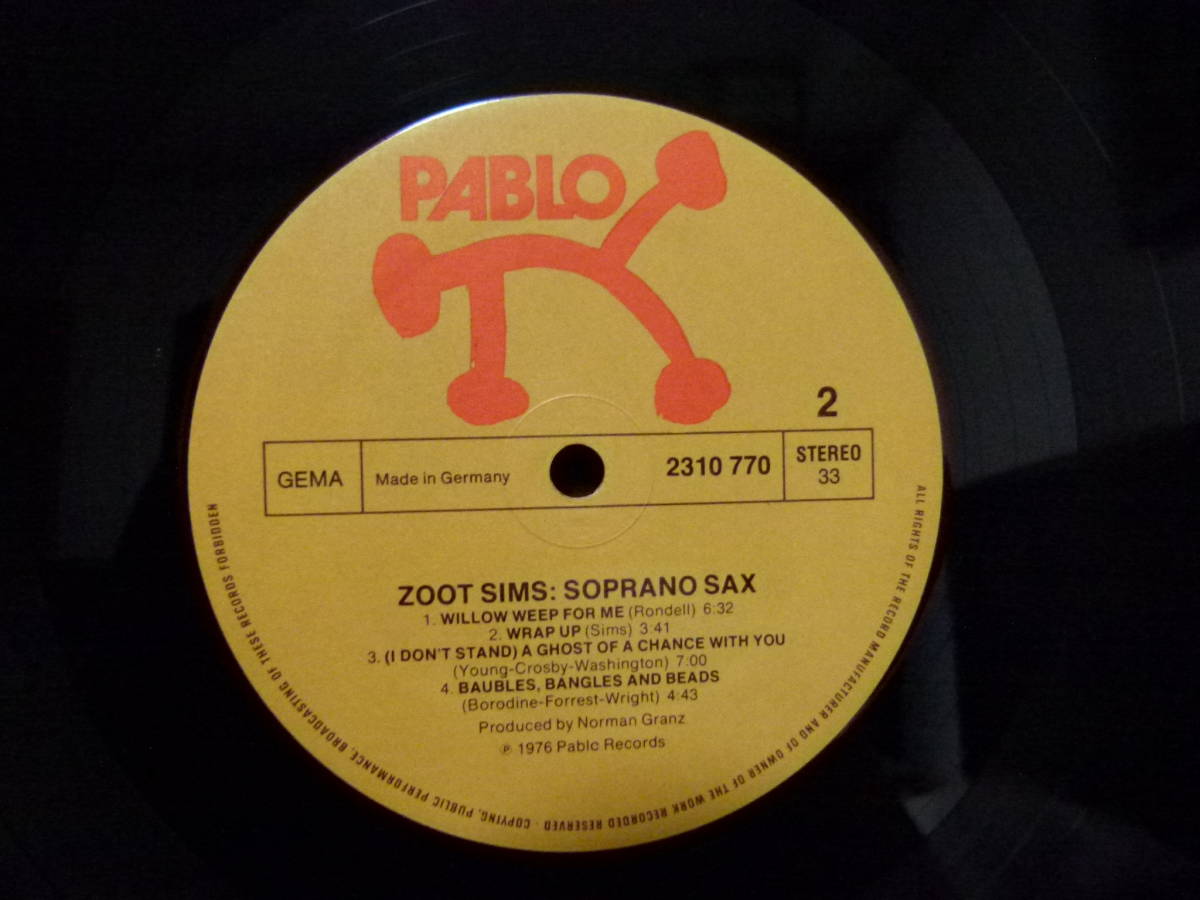 PABLO
2
GEMA
Made in Germany
2310 770
STEREO
33
ZOOT SIMS: SOPRANO SAX
1. WILLOW WEEP FOR ME (Rondell) 6:32
2. WRAP UP (Sims) 3:41
3. (I DON'T STAND) A GHOST OF A CHANCE WITH YOU
(Young-Crosby-Washington) 7:00
4. BAUBLES, BANGLES AND BEADS
(Borodine-Forrest-Wright) 4:43
Produced by Norman Granz
℗ 1976 Pablc Records
ALL RIGHTS OF THE RECORD MANUFACTURER AND OF OWNER OF THE WORK RECORDED RESERVED · COPYING, PUBLIC PERFORMANCE, BROADCASTING OF THESE RECORDS FORBIDDEN